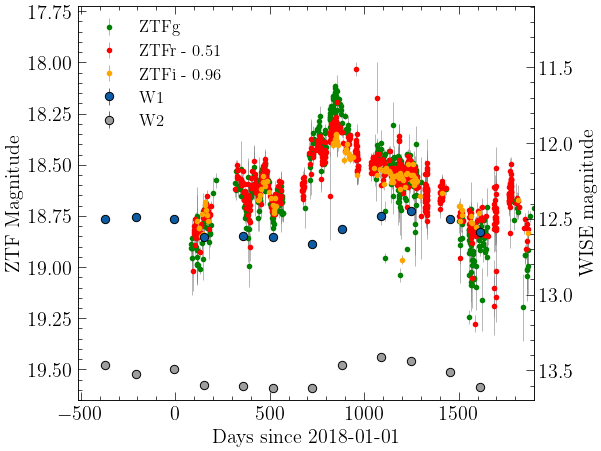 17.75
18.00
18.25
18.50
18.75
19.00
19.25
19.50
ZTF Magnitude
ZTFg
ZTFr - 0.51
ZTFi - 0.96
W1
W2
11.5
12.0
12.5
13.0
13.5
WISE magnitude
−500 0 500 1000 1500
Days since 2018-01-01